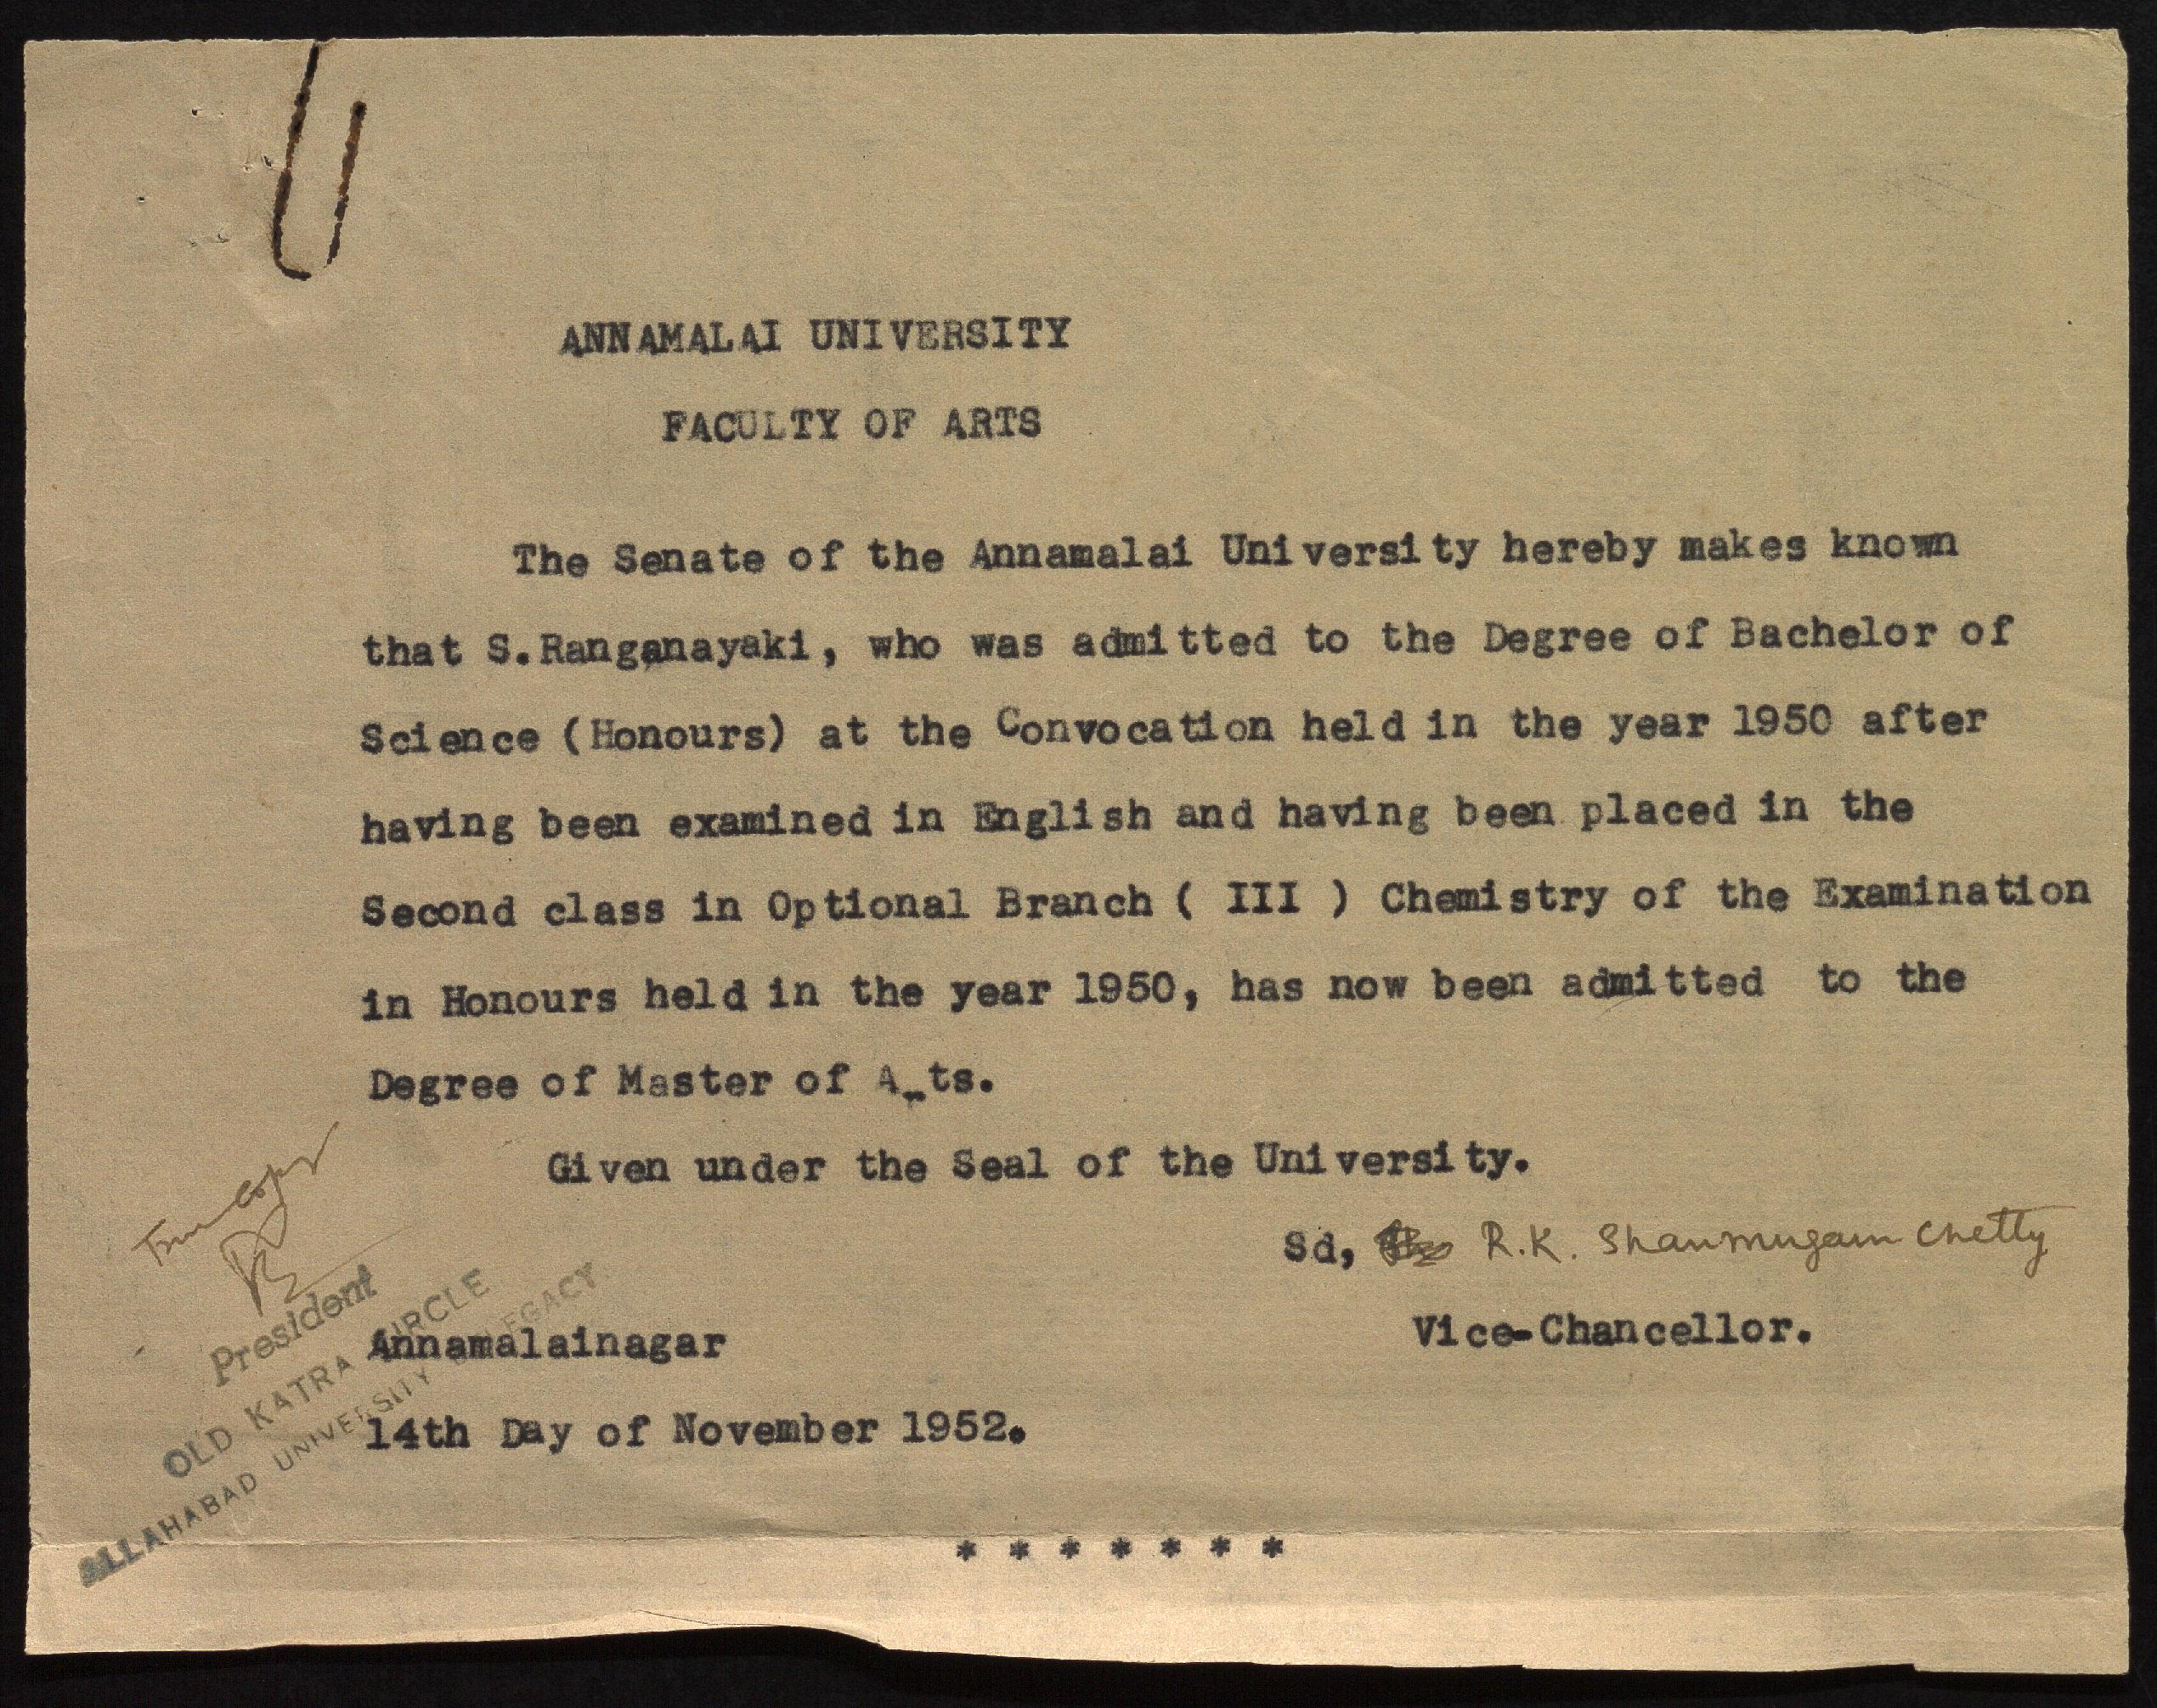 ANNAMALAI UNIVERSITY
FACULTY OF ARTS
The Senate of the Annamalai University hereby makes known
that S.Ranganayaki, who was admitted to the Degree of Bachelor of
Science (Honours) at the Convocation held in the year 1950 after
having been examined in English and having been placed in the
Second class in Optional Branch ( III ) Chemistry of the Examination
in Honours held in the year 1950, has now been admitted to the
Degree of Master of A_ts.
Given under the Seal of the University.
Sd, R.K. Shanmugam Chetty
Vice-Chancellor.
True Copy
President
OLD KATRA CIRCLE
ALLAHABAD UNIVERSITY
Annamalainagar
14th Day of November 1952.
* * * * * * *